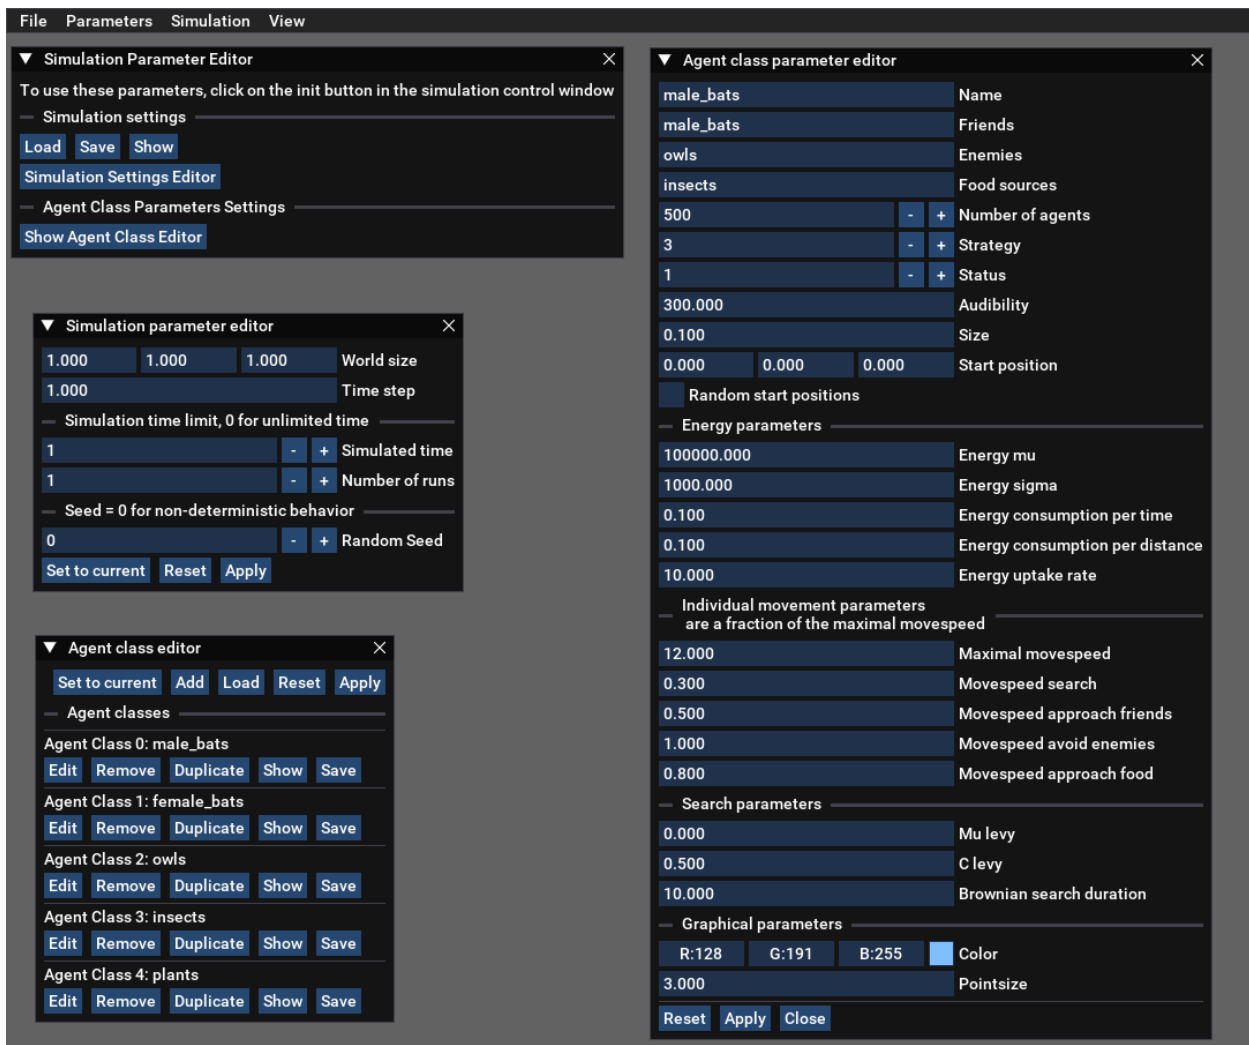 File Parameters Simulation View
Simulation Parameter Editor
To use these parameters, click on the init button in the simulation control window
Simulation settings
Load Save Show
Simulation Settings Editor
Agent Class Parameters Settings
Show Agent Class Editor
Simulation parameter editor
1.000 1.000 1.000 World size
1.000 Time step
Simulation time limit, 0 for unlimited time
1 - + Simulated time
1 - + Number of runs
Seed = 0 for non-deterministic behavior
0 - + Random Seed
Set to current Reset Apply
Agent class editor
Set to current Add Load Reset Apply
Agent classes
Agent Class 0: male_bats
Edit Remove Duplicate Show Save
Agent Class 1: female_bats
Edit Remove Duplicate Show Save
Agent Class 2: owls
Edit Remove Duplicate Show Save
Agent Class 3: insects
Edit Remove Duplicate Show Save
Agent Class 4: plants
Edit Remove Duplicate Show Save
Agent class parameter editor
male_bats Name
male_bats Friends
owls Enemies
insects Food sources
500 - + Number of agents
3 - + Strategy
1 - + Status
300.000 Audibility
0.100 Size
0.000 0.000 0.000 Start position
Random start positions
Energy parameters
100000.000 Energy mu
1000.000 Energy sigma
0.100 Energy consumption per time
0.100 Energy consumption per distance
10.000 Energy uptake rate
Individual movement parameters
are a fraction of the maximal movespeed
12.000 Maximal movespeed
0.300 Movespeed search
0.500 Movespeed approach friends
1.000 Movespeed avoid enemies
0.800 Movespeed approach food
Search parameters
0.000 Mu levy
0.500 C levy
10.000 Brownian search duration
Graphical parameters
R:128 G:191 B:255 Color
3.000 Pointsize
Reset Apply Close